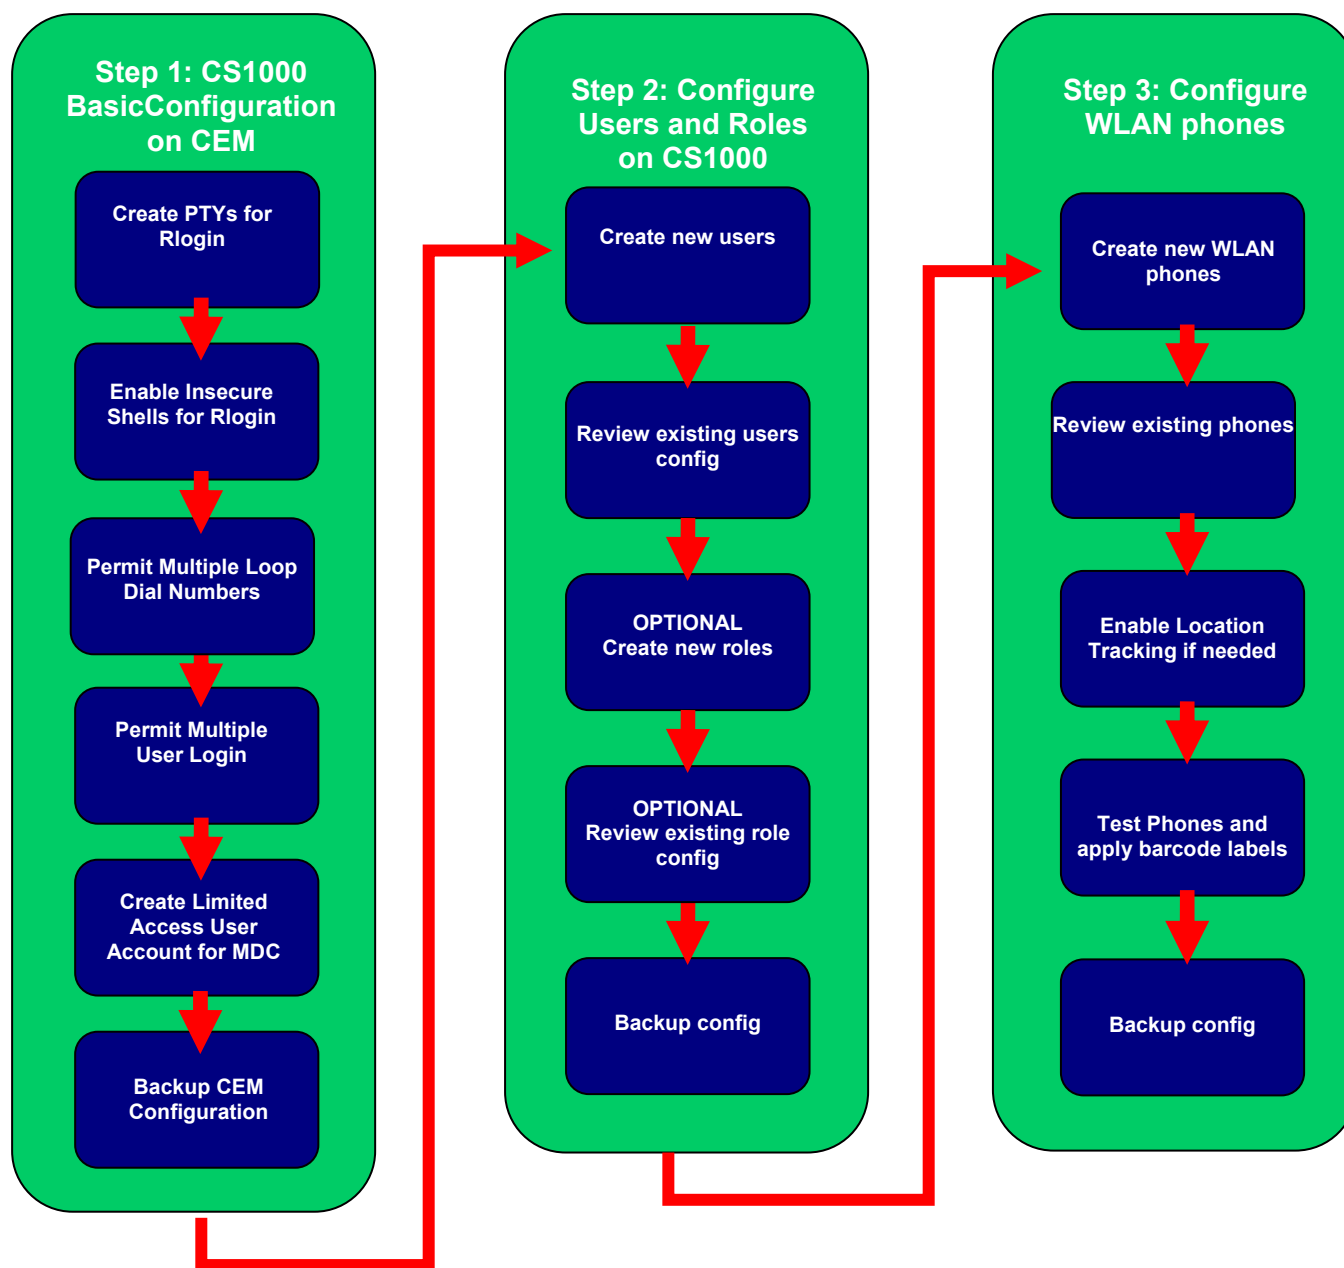 Step 1: CS1000
BasicConfiguration
on CEM
Create PTYs for
Rlogin
Enable Insecure
Shells for Rlogin
Permit Multiple Loop
Dial Numbers
Permit Multiple
User Login
Create Limited
Access User
Account for MDC
Backup CEM
Configuration
Step 2: Configure
Users and Roles
on CS1000
Create new users
Review existing users
config
OPTIONAL
Create new roles
OPTIONAL
Review existing role
config
Backup config
Step 3: Configure
WLAN phones
Create new WLAN
phones
Review existing phones
Enable Location
Tracking if needed
Test Phones and
apply barcode labels
Backup config